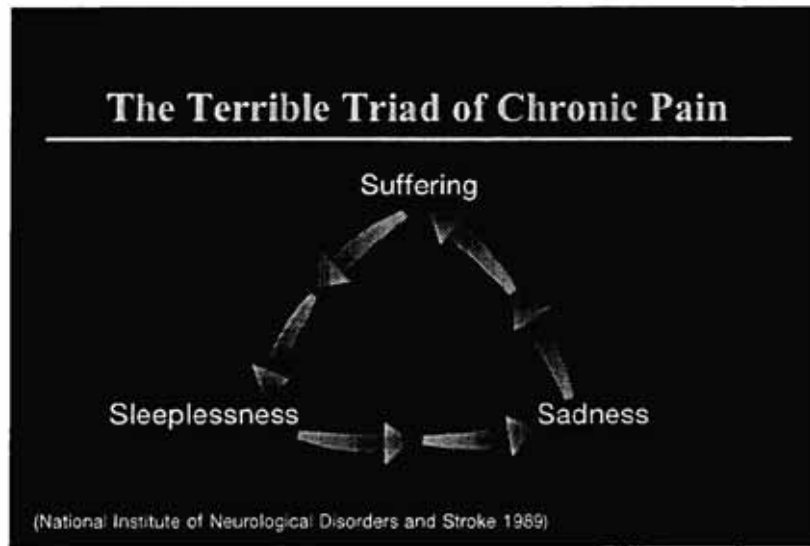 The Terrible Triad of Chronic Pain
Suffering
Sleeplessness
Sadness
(National Institute of Neurological Disorders and Stroke 1989)